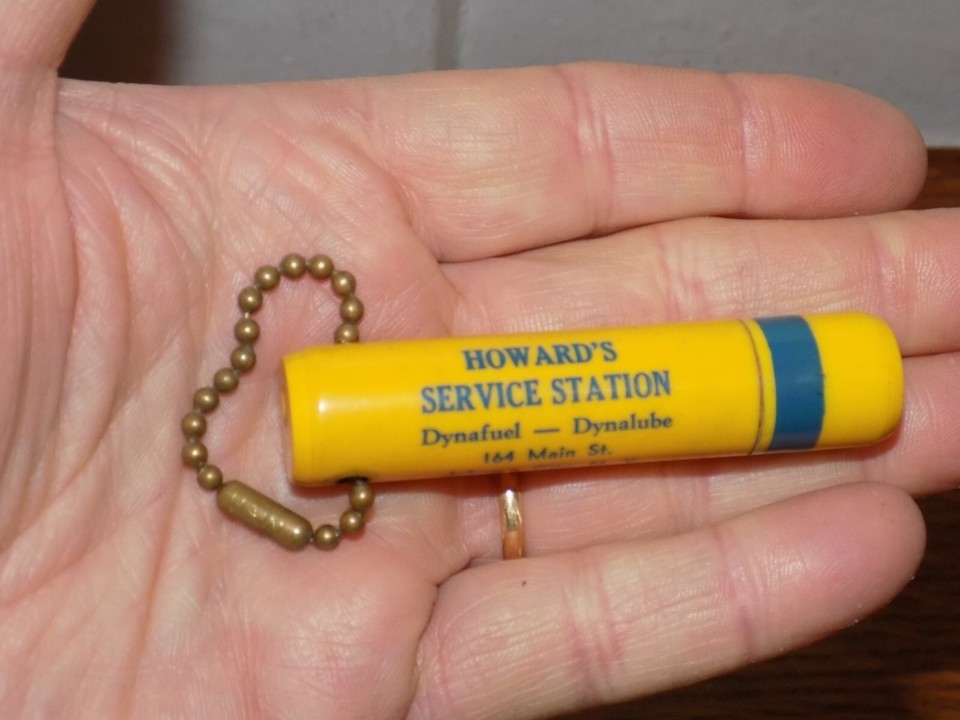 HOWARD'S
SERVICE STATION
Dynafuel — Dynalube
164 Main St.